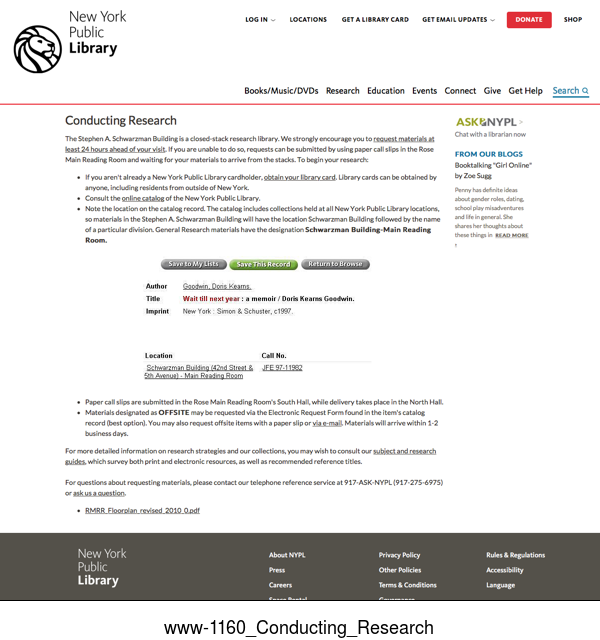 New York
Public
Library
LOG IN
LOCATIONS
GET A LIBRARY CARD
GET EMAIL UPDATES
DONATE
SHOP
Books/Music/DVDs
Research
Education
Events
Connect
Give
Get Help
Search
Conducting Research
The Stephen A. Schwarzman Building is a closed-stack research library. We strongly encourage you to request materials at
least 24 hours ahead of your visit. If you are unable to do so, requests can be submitted by using paper call slips in the Rose
Main Reading Room and waiting for your materials to arrive from the stacks. To begin your research:
• If you aren't already a New York Public Library cardholder, obtain your library card. Library cards can be obtained by
anyone, including residents from outside of New York.
• Consult the online catalog of the New York Public Library.
• Note the location on the catalog record. The catalog includes collections held at all New York Public Library locations,
so materials in the Stephen A. Schwarzman Building will have the location Schwarzman Building followed by the name
of a particular division. General Research materials have the designation Schwarzman Building-Main Reading
Room.
Save to My Lists
Save This Record
Return to Browse
Author Goodwin, Doris Kearns.
Title Wait till next year : a memoir / Doris Kearns Goodwin.
Imprint New York : Simon & Schuster, c1997.
Location Call No.
Schwarzman Building (42nd Street & JFE 97-11982
5th Avenue) - Main Reading Room
• Paper call slips are submitted in the Rose Main Reading Room's South Hall, while delivery takes place in the North Hall.
• Materials designated as OFFSITE may be requested via the Electronic Request Form found in the item's catalog
record (best option). You may also request offsite items with a paper slip or via e-mail. Materials will arrive within 1-2
business days.
For more detailed information on research strategies and our collections, you may wish to consult our subject and research
guides, which survey both print and electronic resources, as well as recommended reference titles.
For questions about requesting materials, please contact our telephone reference service at 917-ASK-NYPL (917-275-6975)
or ask us a question.
• RMRR_Floorplan_revised_2010_0.pdf
ASK NYPL >
Chat with a librarian now
FROM OUR BLOGS
Booktalking "Girl Online"
by Zoe Sugg
Penny has definite ideas
about gender roles, dating,
school play misadventures
and life in general. She
shares her thoughts about
these things in READ MORE
›
New York
Public
Library
About NYPL
Press
Careers
Space Rental
Privacy Policy
Other Policies
Terms & Conditions
Governance
Rules & Regulations
Accessibility
Language
www-1160_Conducting_Research